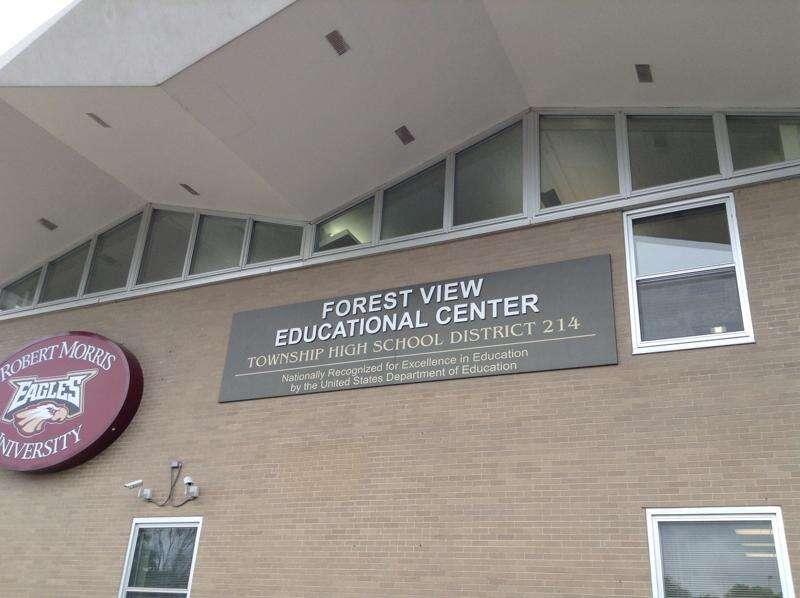 FOREST VIEW
EDUCATIONAL CENTER
TOWNSHIP HIGH SCHOOL DISTRICT 214
Nationally Recognized for Excellence in Education
by the United States Department of Education
ROBERT MORRIS
EAGLES
UNIVERSITY